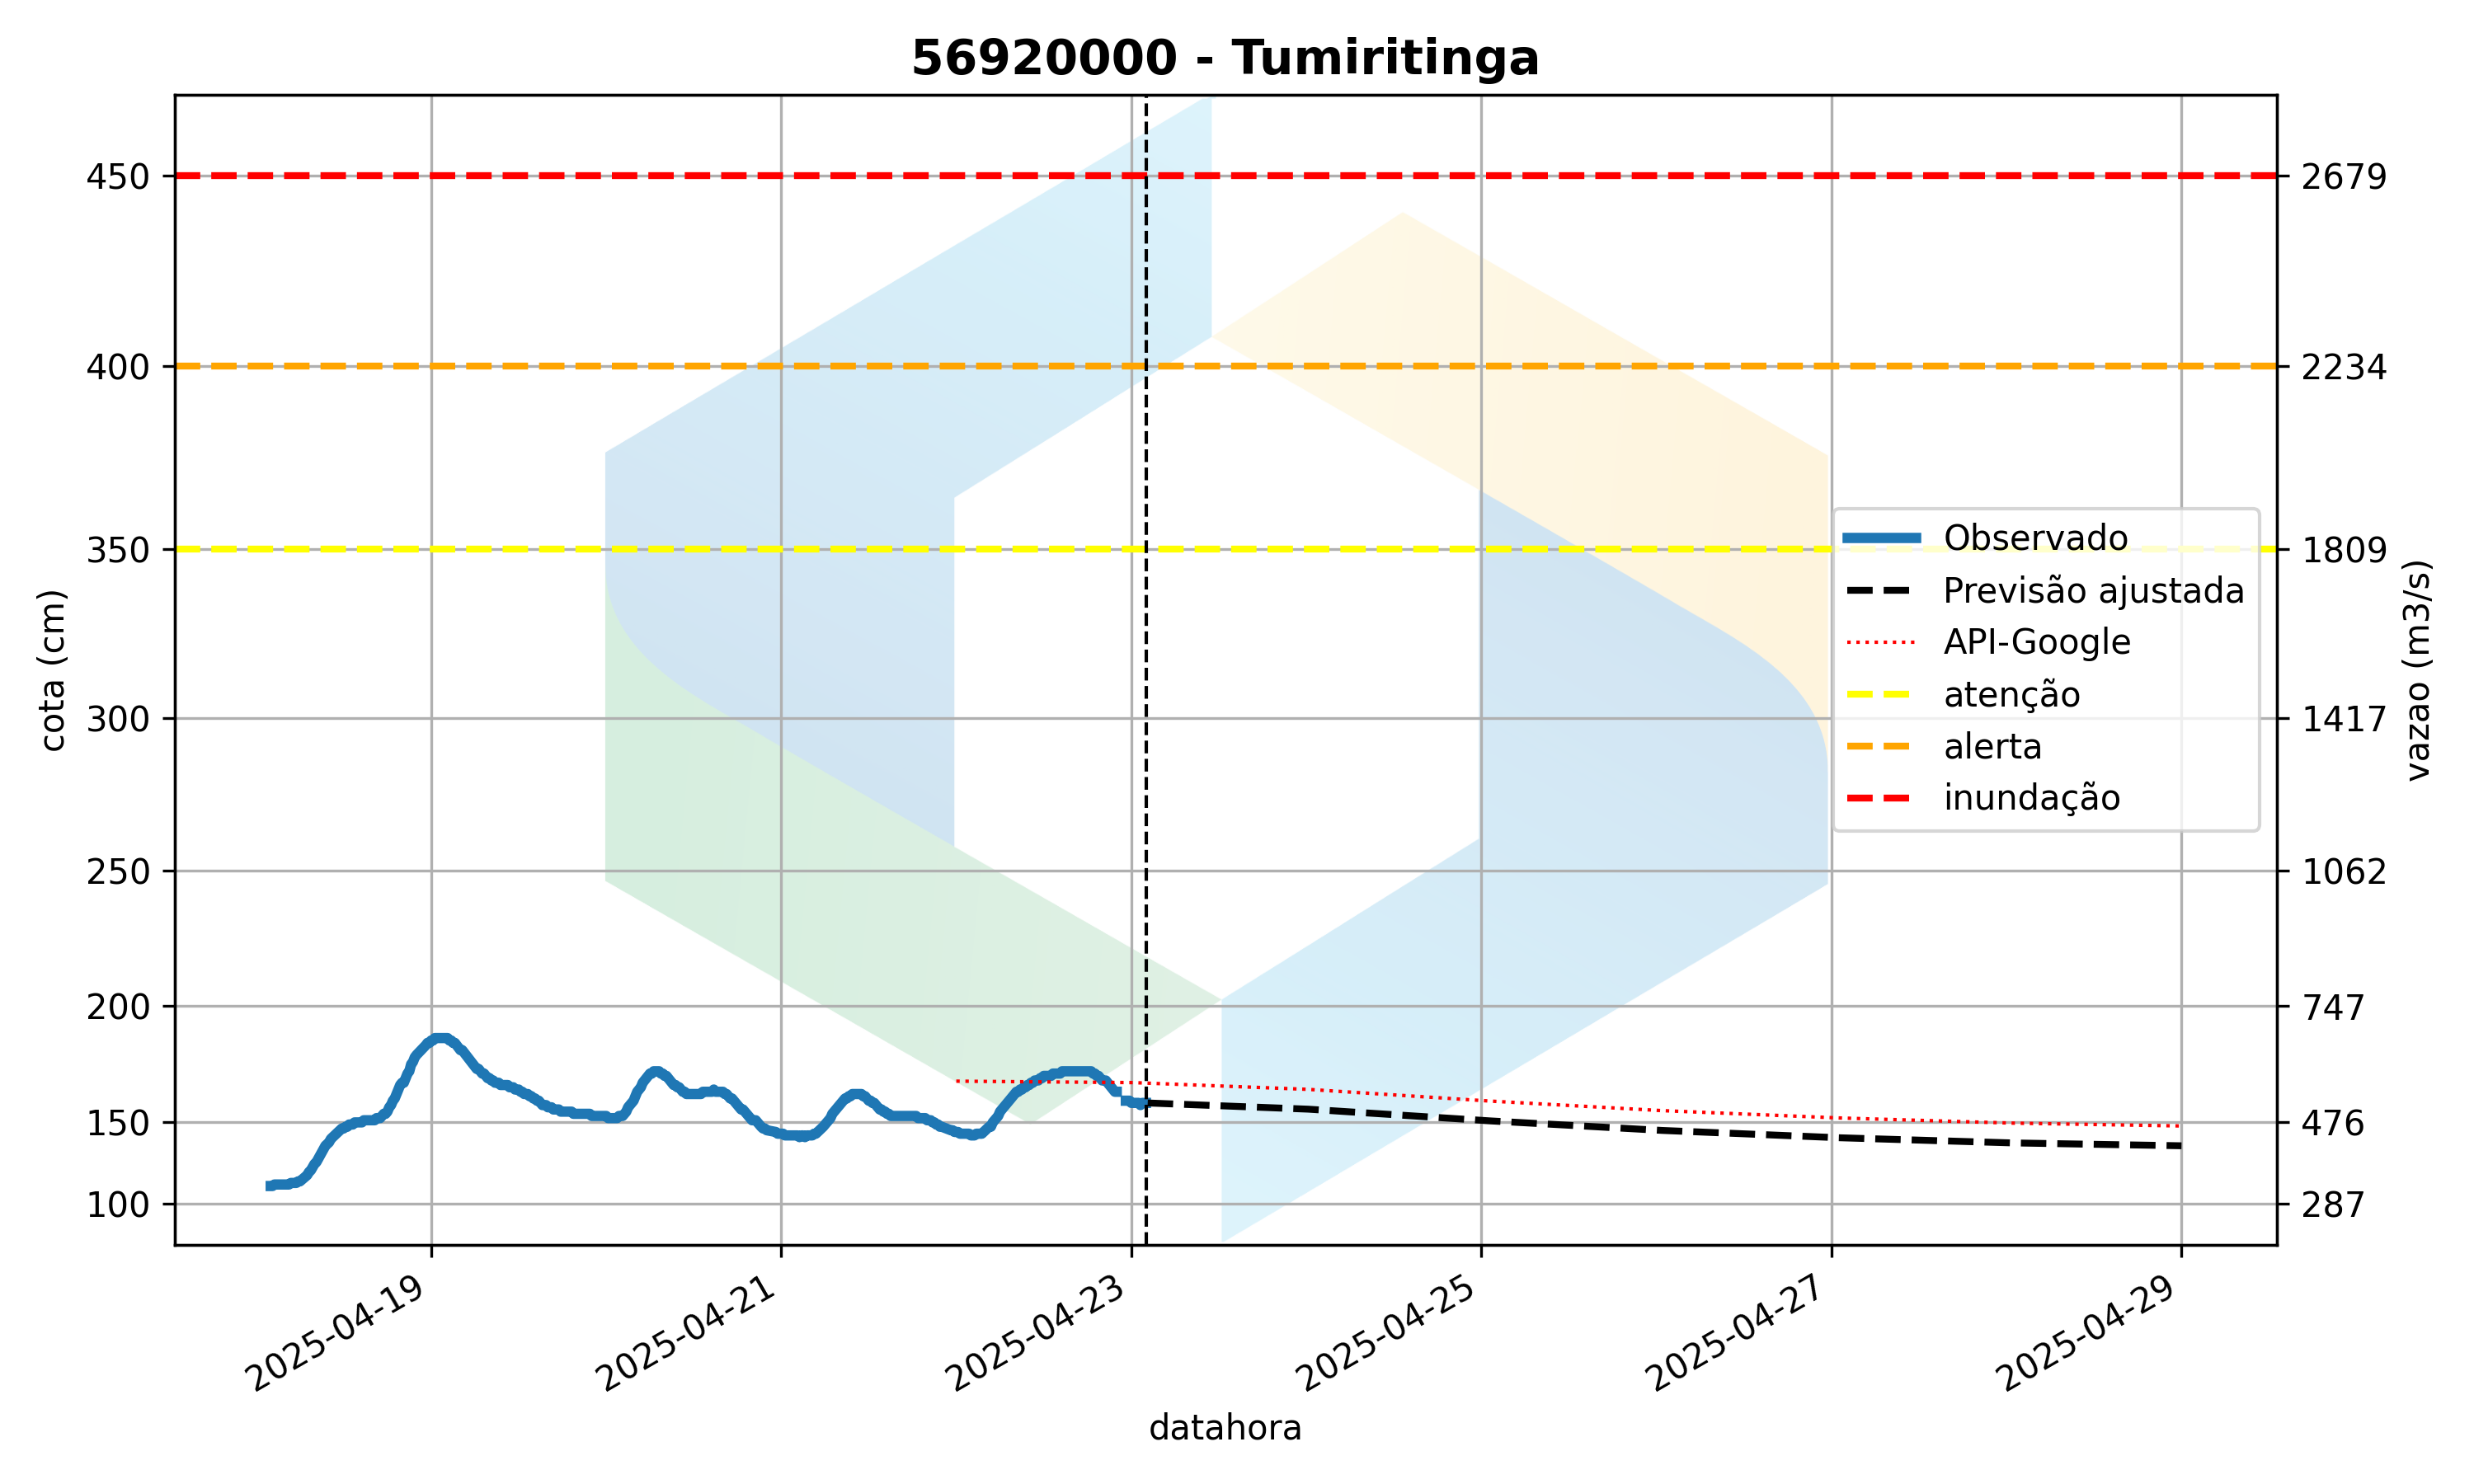 56920000 - Tumiritinga
450
400
350
300
250
200
150
100
cota (cm)
2679
2234
1809
1417
1062
747
476
287
vazao (m3/s)
Observado
Previsão ajustada
API-Google
atenção
alerta
inundação
2025-04-19
2025-04-21
2025-04-23
2025-04-25
2025-04-27
2025-04-29
datahora